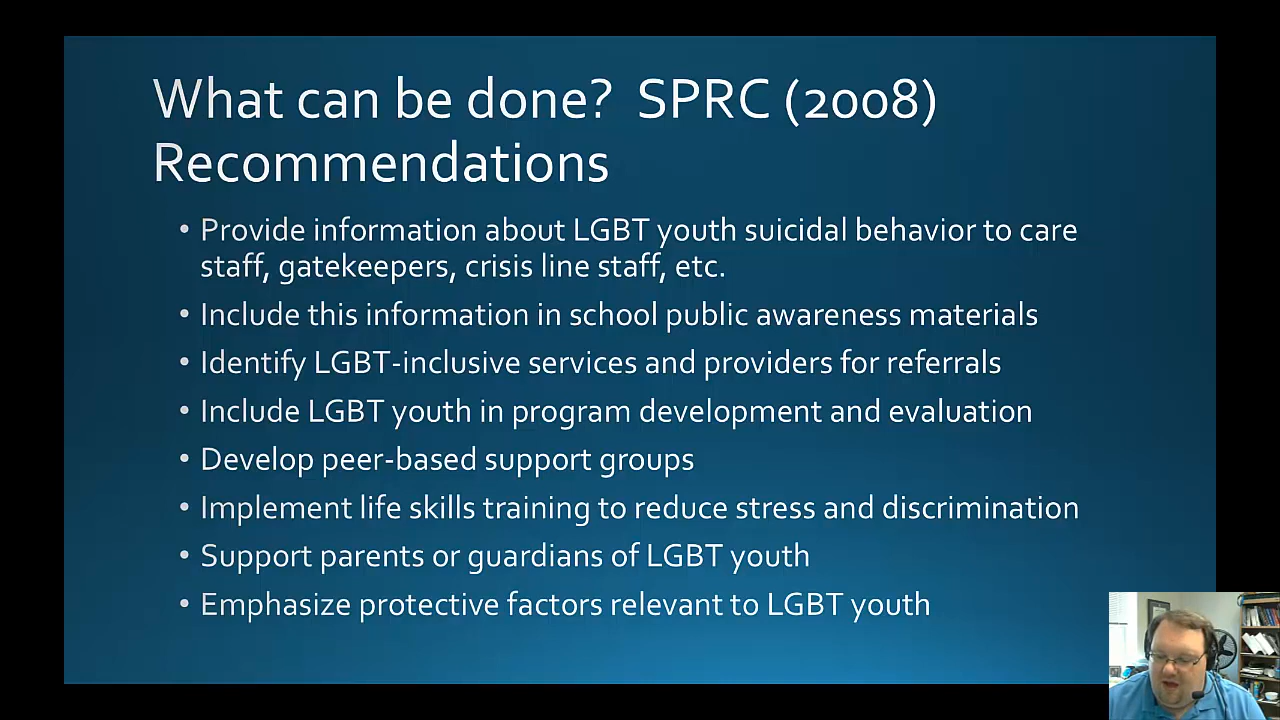 What can be done? SPRC (2008)
Recommendations
• Provide information about LGBT youth suicidal behavior to care
staff, gatekeepers, crisis line staff, etc.
• Include this information in school public awareness materials
• Identify LGBT-inclusive services and providers for referrals
• Include LGBT youth in program development and evaluation
• Develop peer-based support groups
• Implement life skills training to reduce stress and discrimination
• Support parents or guardians of LGBT youth
• Emphasize protective factors relevant to LGBT youth